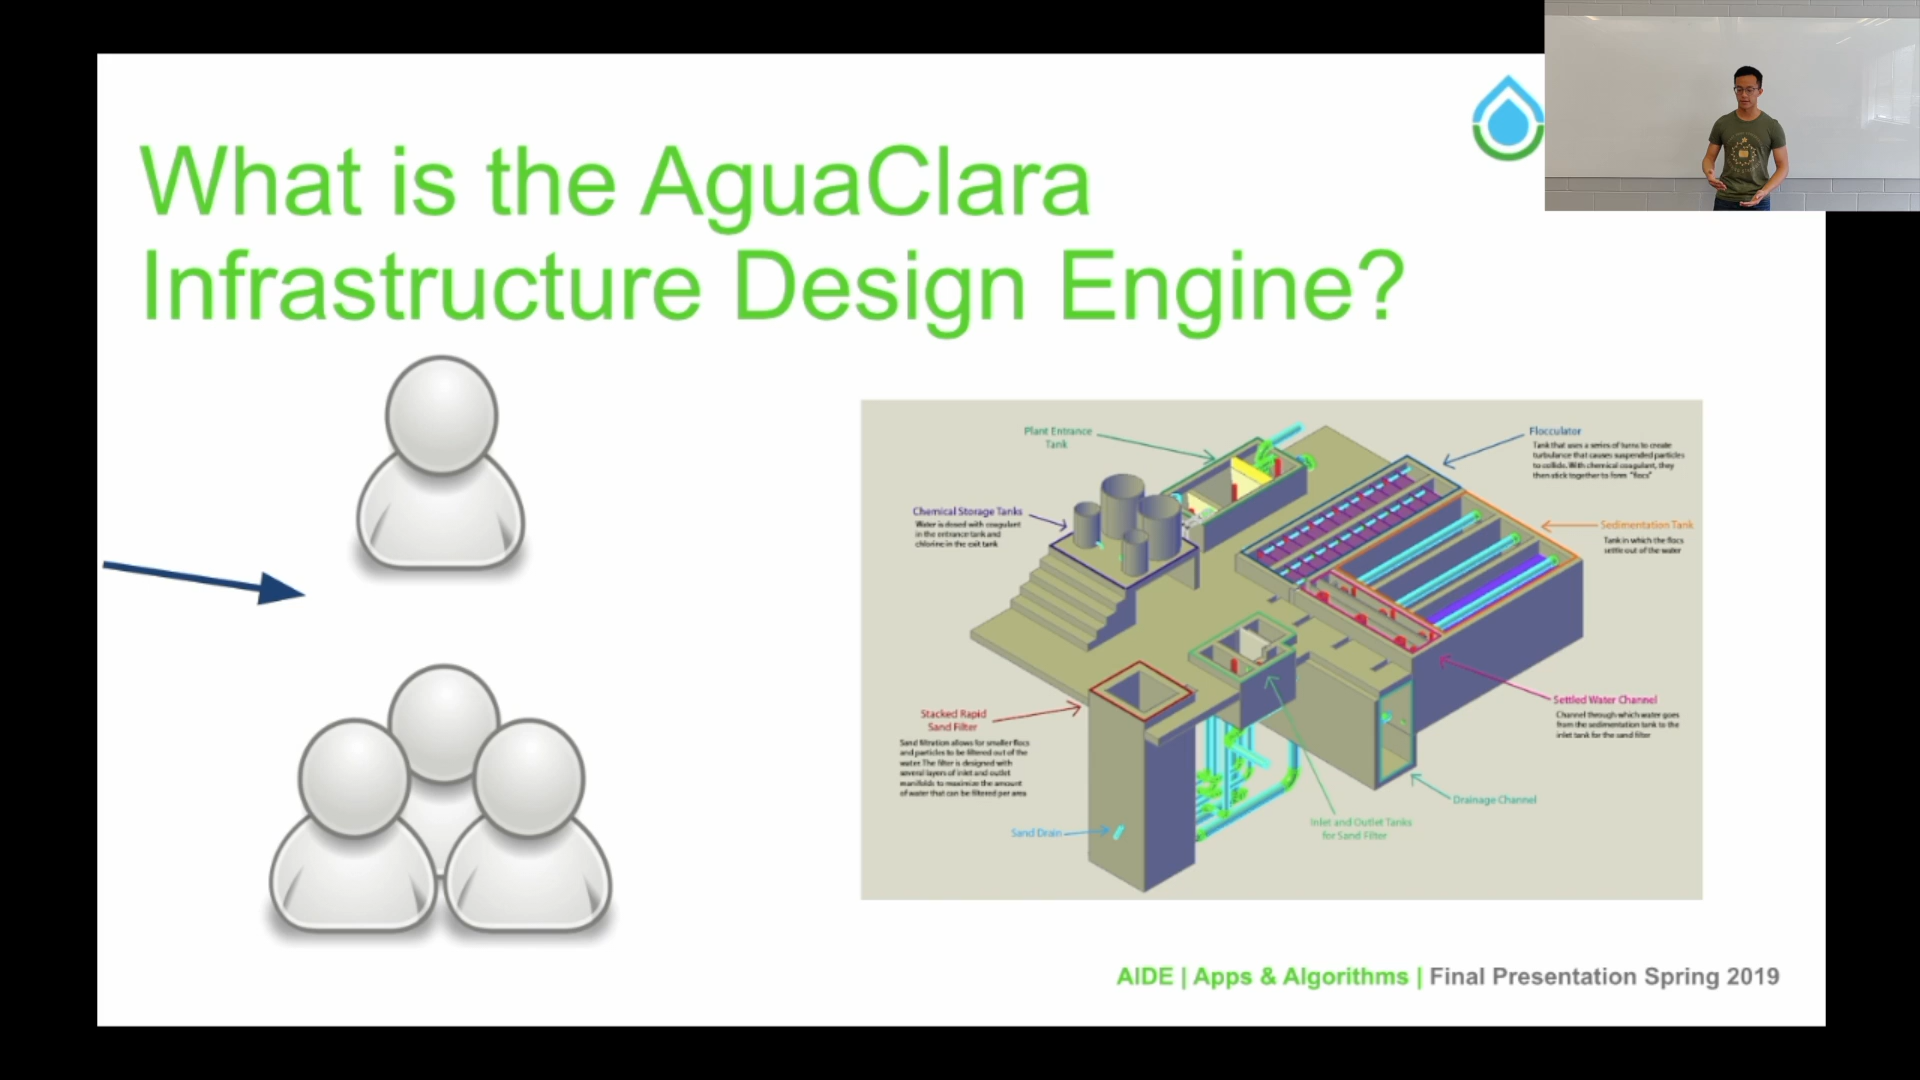 What is the AguaClara
Infrastructure Design Engine?
Plant Entrance
Tank
Flocculator
Tank that uses a series of turns to create
turbulance that causes suspended particles
to collide. With chemical coagulant, they
then stick together to form "flocs"
Chemical Storage Tanks
Water is dosed with coagulant
in the entrance tank and
chlorine in the exit tank
Sedimentation Tank
Tank in which the flocs
settle out of the water
Stacked Rapid
Sand Filter
Sand filtration allows for smaller flocs
and particles to be filtered out of the
water. The filter is designed with
several layers of inlet and outlet
manifolds to maximize the amount
of water that can be filtered per area
Settled Water Channel
Channel through which water goes
from the sedimentation tank to the
inlet tank for the sand filter
Drainage Channel
Inlet and Outlet Tanks
for Sand Filter
Sand Drain
AIDE | Apps & Algorithms | Final Presentation Spring 2019